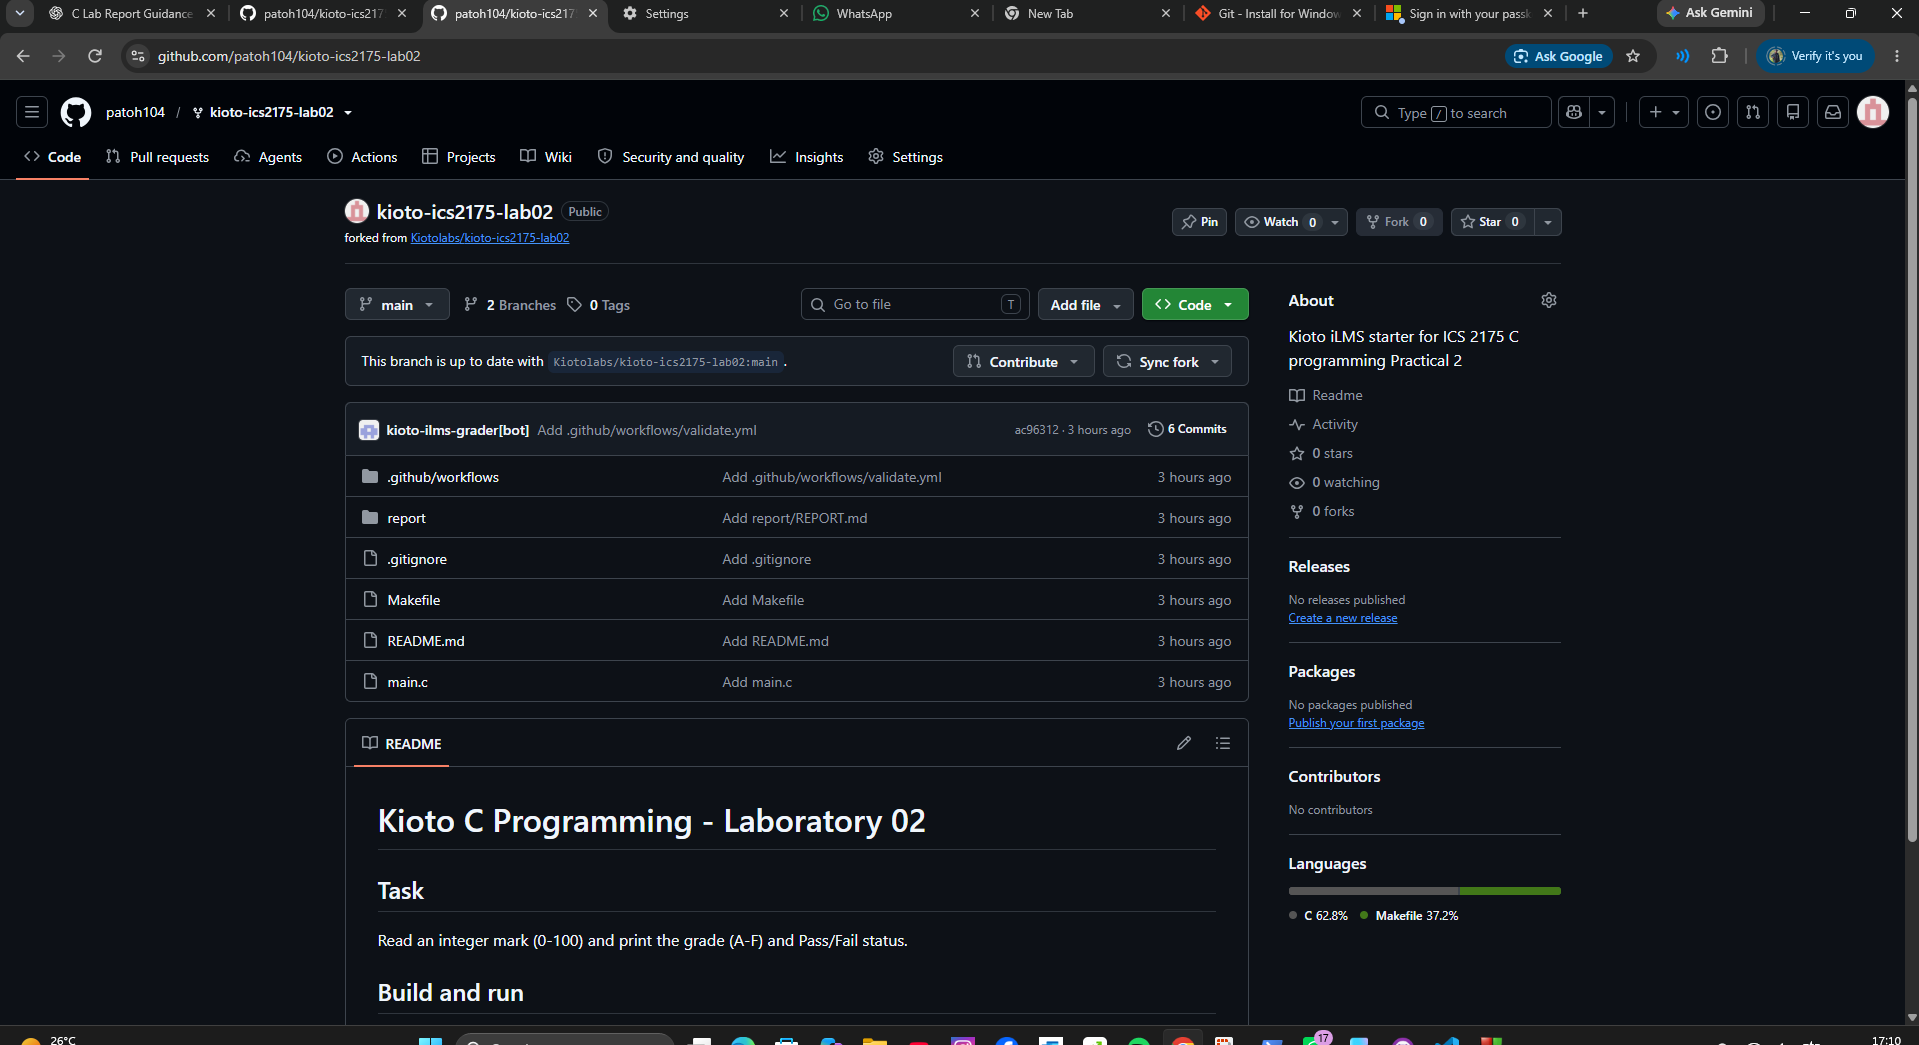 C Lab Report Guidance
patoh104/kioto-ics217
patoh104/kioto-ics217
Settings
WhatsApp
New Tab
Git - Install for Window
Sign in with your passk
Ask Gemini
github.com/patoh104/kioto-ics2175-lab02
Ask Google
Verify it's you
patoh104 / kioto-ics2175-lab02
Type / to search
Code
Pull requests
Agents
Actions
Projects
Wiki
Security and quality
Insights
Settings
kioto-ics2175-lab02 Public
forked from Kiotolabs/kioto-ics2175-lab02
Pin
Watch 0
Fork 0
Star 0
main
2 Branches
0 Tags
Go to file T
Add file
Code
This branch is up to date with Kiotolabs/kioto-ics2175-lab02:main .
Contribute
Sync fork
kioto-ilms-grader[bot] Add .github/workflows/validate.yml ac96312 · 3 hours ago 6 Commits
.github/workflows Add .github/workflows/validate.yml 3 hours ago
report Add report/REPORT.md 3 hours ago
.gitignore Add .gitignore 3 hours ago
Makefile Add Makefile 3 hours ago
README.md Add README.md 3 hours ago
main.c Add main.c 3 hours ago
README
Kioto C Programming - Laboratory 02
Task
Read an integer mark (0-100) and print the grade (A-F) and Pass/Fail status.
Build and run
About
Kioto iLMS starter for ICS 2175 C
programming Practical 2
Readme
Activity
0 stars
0 watching
0 forks
Releases
No releases published
Create a new release
Packages
No packages published
Publish your first package
Contributors
No contributors
Languages
C 62.8% Makefile 37.2%
26°C
17
17:10